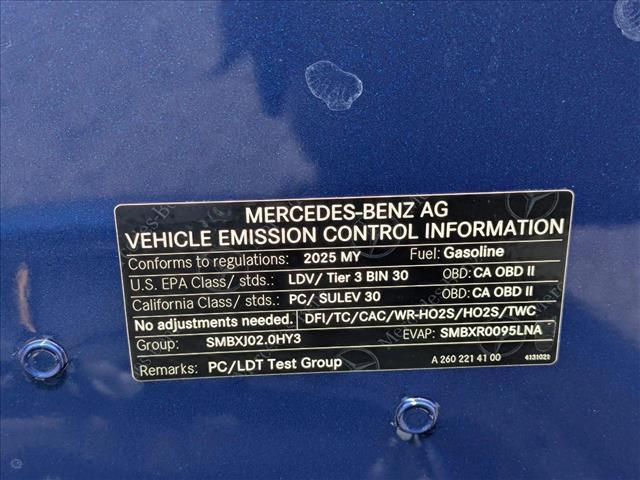 MERCEDES-BENZ AG
VEHICLE EMISSION CONTROL INFORMATION
Conforms to regulations: 2025 MY Fuel: Gasoline
U.S. EPA Class/ stds.: LDV/ Tier 3 BIN 30 OBD: CA OBD II
California Class/ stds.: PC/ SULEV 30 OBD: CA OBD II
No adjustments needed. DFI/TC/CAC/WR-HO2S/HO2S/TWC
Group: SMBXJ02.0HY3 EVAP: SMBXR0095LNA
Remarks: PC/LDT Test Group A 260 221 41 00